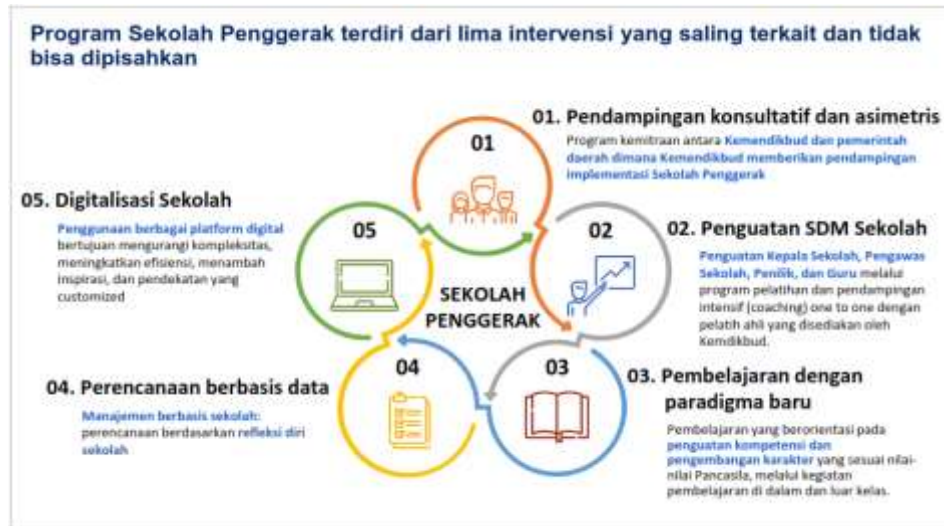 Program Sekolah Penggerak terdiri dari lima intervensi yang saling terkait dan tidak
bisa dipisahkan
01
01. Pendampingan konsultatif dan asimetris
Program kemitraan antara Kemendikbud dan pemerintah
daerah dimana Kemendikbud memberikan pendampingan
implementasi Sekolah Penggerak
02
02. Penguatan SDM Sekolah
Penguatan Kepala Sekolah, Pengawas
Sekolah, Penilik, dan Guru melalui
program pelatihan dan pendampingan
intensif (coaching) one to one dengan
pelatih ahli yang disediakan oleh
Kemdikbud.
03
03. Pembelajaran dengan
paradigma baru
Pembelajaran yang berorientasi pada
penguatan kompetensi dan
pengembangan karakter yang sesuai nilai-
nilai Pancasila, melalui kegiatan
pembelajaran di dalam dan luar kelas.
04
04. Perencanaan berbasis data
Manajemen berbasis sekolah:
perencanaan berdasarkan refleksi diri
sekolah
05
05. Digitalisasi Sekolah
Penggunaan berbagai platform digital
bertujuan mengurangi kompleksitas,
meningkatkan efisiensi, menambah
inspirasi, dan pendekatan yang
customized
SEKOLAH
PENGGERAK